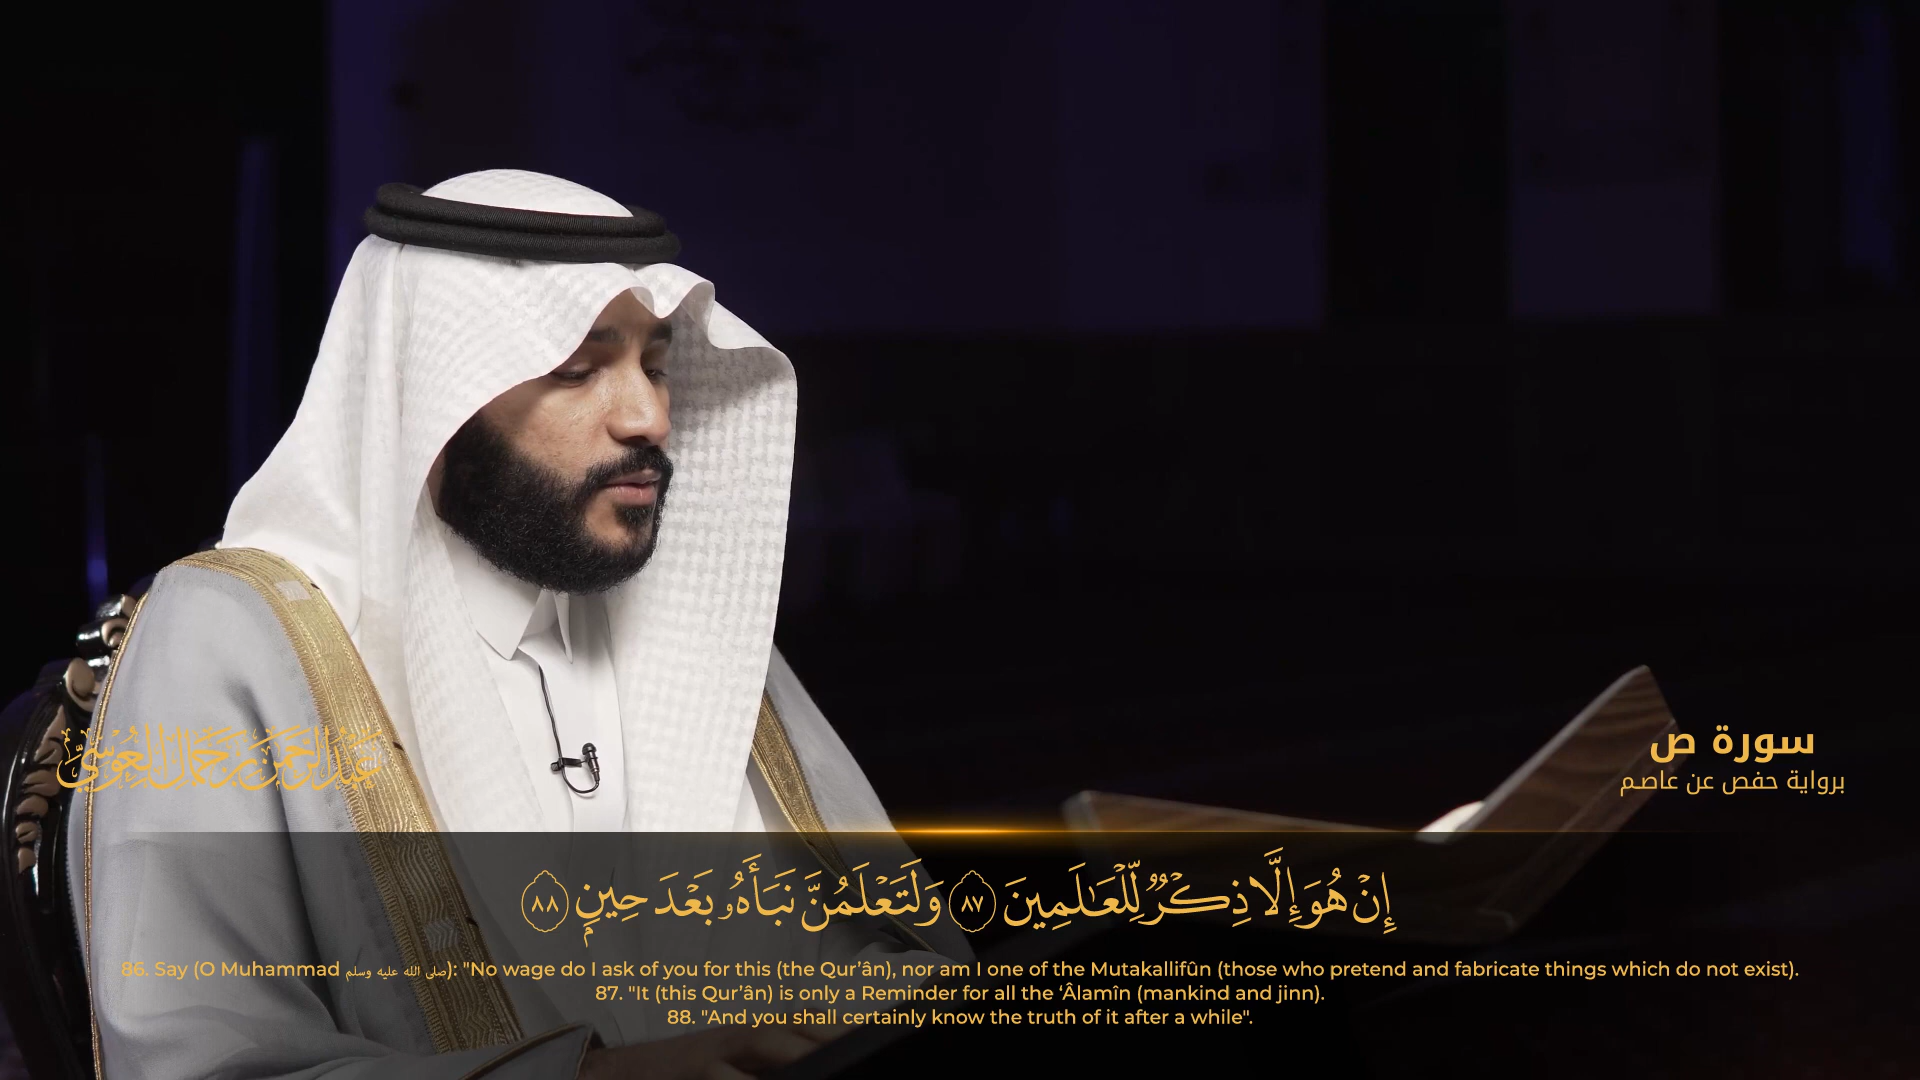 عبدالرحمن بن جمال العوسي
سورة ص
برواية حفص عن عاصم
إِنْ هُوَ إِلَّا ذِكْرٌ لِّلْعَٰلَمِينَ ٨٧ وَلَتَعْلَمُنَّ نَبَأَهُۥ بَعْدَ حِينٍۭ ٨٨
86. Say (O Muhammad صلى الله عليه وسلم): "No wage do I ask of you for this (the Qur’ân), nor am I one of the Mutakallifûn (those who pretend and fabricate things which do not exist).
87. "It (this Qur’ân) is only a Reminder for all the ‘Âlamîn (mankind and jinn).
88. "And you shall certainly know the truth of it after a while".